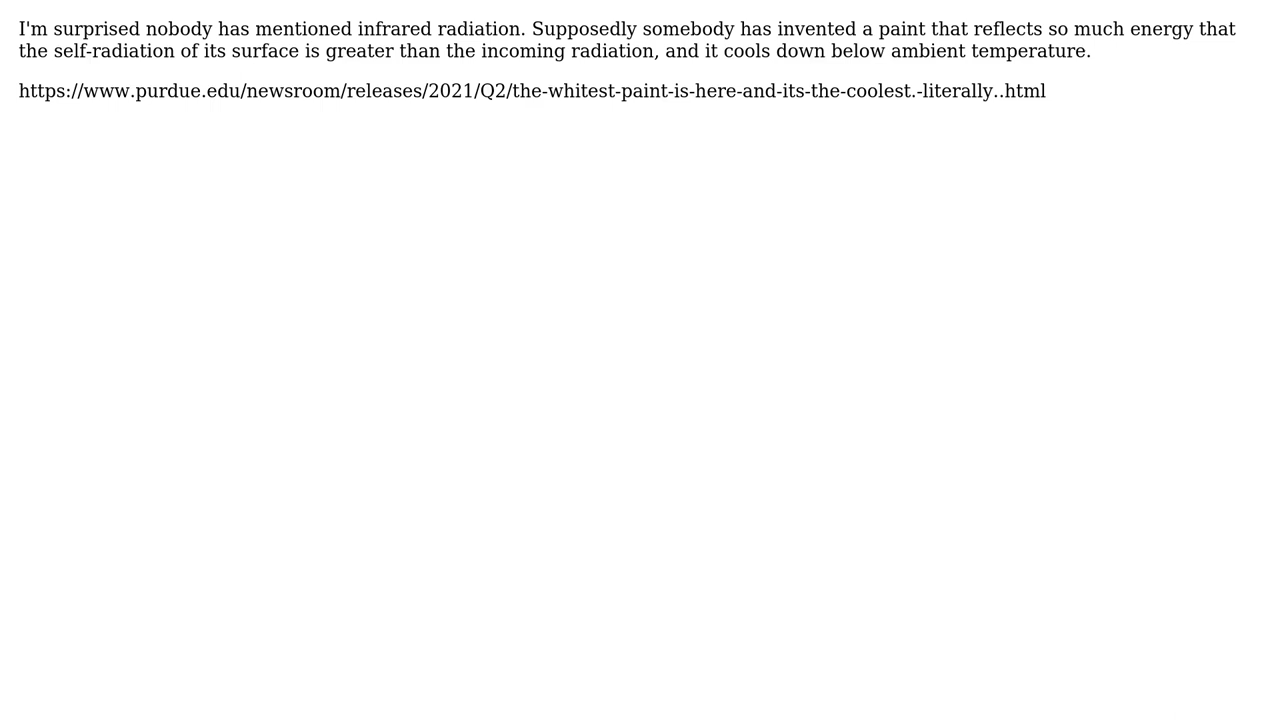 I'm surprised nobody has mentioned infrared radiation. Supposedly somebody has invented a paint that reflects so much energy that
the self-radiation of its surface is greater than the incoming radiation, and it cools down below ambient temperature.
https://www.purdue.edu/newsroom/releases/2021/Q2/the-whitest-paint-is-here-and-its-the-coolest.-literally..html